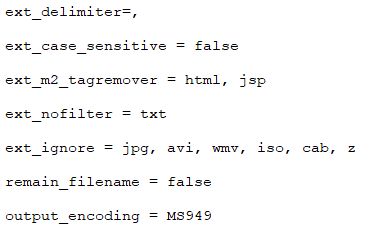 ext_delimiter=,
ext_case_sensitive = false
ext_m2_tagremover = html, jsp
ext_nofilter = txt
ext_ignore = jpg, avi, wmv, iso, cab, z
remain_filename = false
output_encoding = MS949